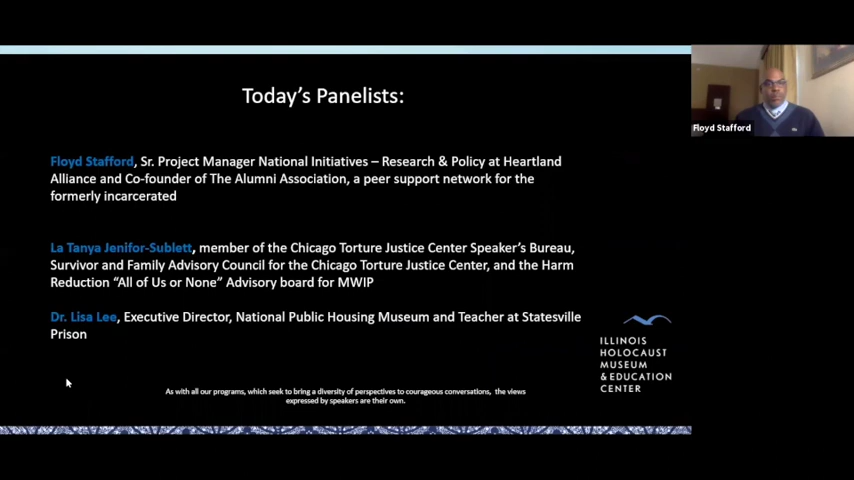 Today's Panelists:
Floyd Stafford
Floyd Stafford, Sr. Project Manager National Initiatives – Research & Policy at Heartland
Alliance and Co-founder of The Alumni Association, a peer support network for the
formerly incarcerated
La Tanya Jenifor-Sublett, member of the Chicago Torture Justice Center Speaker's Bureau,
Survivor and Family Advisory Council for the Chicago Torture Justice Center, and the Harm
Reduction "All of Us or None" Advisory board for MWIP
Dr. Lisa Lee, Executive Director, National Public Housing Museum and Teacher at Statesville
Prison
ILLINOIS
HOLOCAUST
MUSEUM
& EDUCATION
CENTER
As with all our programs, which seek to bring a diversity of perspectives to courageous conversations, the views
expressed by speakers are their own.